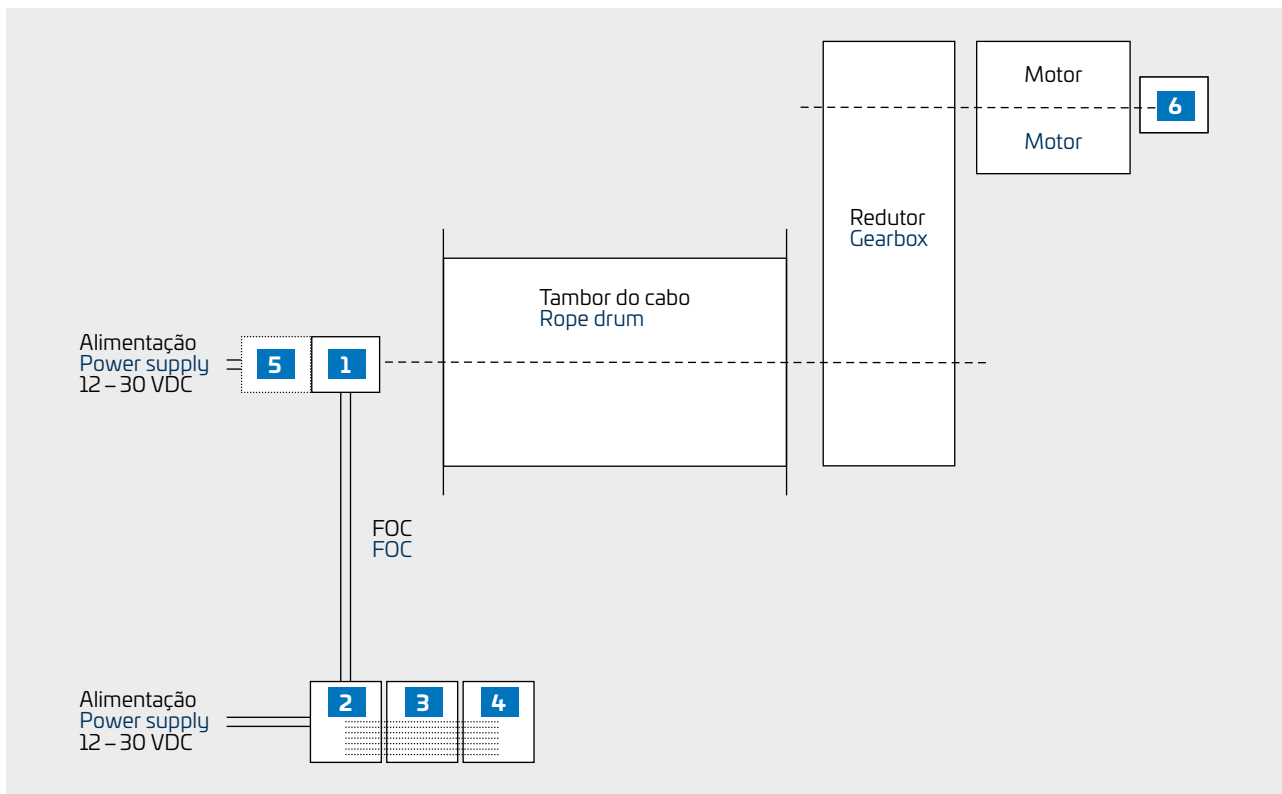 Motor
6
Motor
Redutor
Gearbox
Tambor do cabo
Rope drum
Alimentação
Power supply
12 – 30 VDC
5
1
FOC
FOC
Alimentação
Power supply
12 – 30 VDC
2
3
4